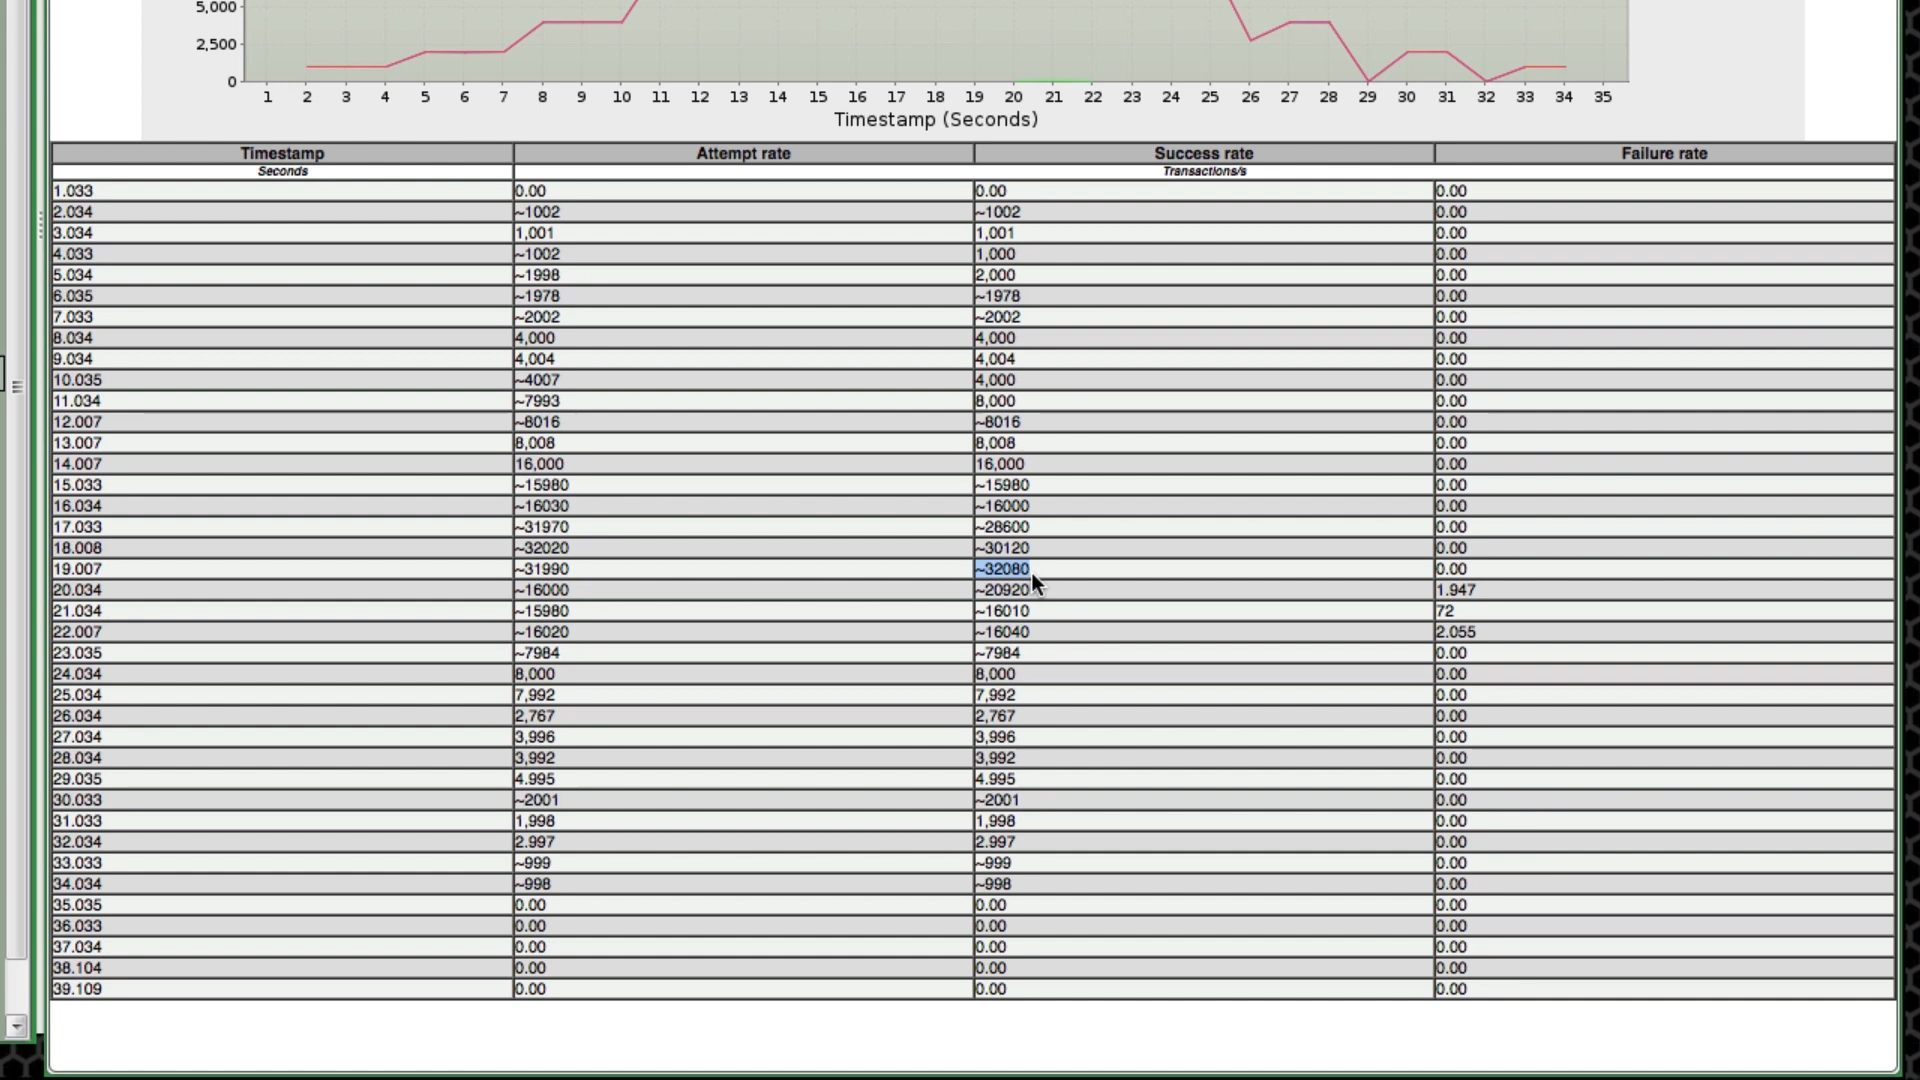 5,000
2,500
0
1 2 3 4 5 6 7 8 9 10 11 12 13 14 15 16 17 18 19 20 21 22 23 24 25 26 27 28 29 30 31 32 33 34 35
Timestamp (Seconds)
Timestamp Attempt rate Success rate Failure rate
Seconds Transactions/s
1.033 0.00 0.00 0.00
2.034 ~1002 ~1002 0.00
3.034 1,001 1,001 0.00
4.033 ~1002 1,000 0.00
5.034 ~1998 2,000 0.00
6.035 ~1978 ~1978 0.00
7.033 ~2002 ~2002 0.00
8.034 4,000 4,000 0.00
9.034 4,004 4,004 0.00
10.035 ~4007 4,000 0.00
11.034 ~7993 8,000 0.00
12.007 ~8016 ~8016 0.00
13.007 8,008 8,008 0.00
14.007 16,000 16,000 0.00
15.033 ~15980 ~15980 0.00
16.034 ~16030 ~16000 0.00
17.033 ~31970 ~28600 0.00
18.008 ~32020 ~30120 0.00
19.007 ~31990 ~32080 0.00
20.034 ~16000 ~20920 1.947
21.034 ~15980 ~16010 72
22.007 ~16020 ~16040 2.055
23.035 ~7984 ~7984 0.00
24.034 8,000 8,000 0.00
25.034 7,992 7,992 0.00
26.034 2,767 2,767 0.00
27.034 3,996 3,996 0.00
28.034 3,992 3,992 0.00
29.035 4.995 4.995 0.00
30.033 ~2001 ~2001 0.00
31.033 1,998 1,998 0.00
32.034 2.997 2.997 0.00
33.033 ~999 ~999 0.00
34.034 ~998 ~998 0.00
35.035 0.00 0.00 0.00
36.033 0.00 0.00 0.00
37.034 0.00 0.00 0.00
38.104 0.00 0.00 0.00
39.109 0.00 0.00 0.00